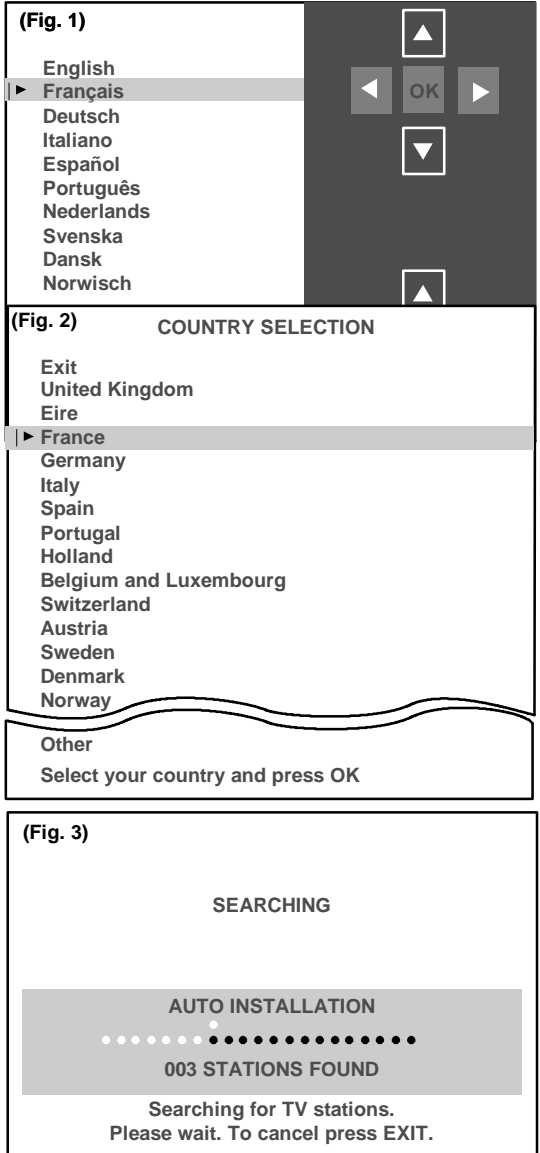 (Fig. 1)
English
Français
Deutsch
Italiano
Español
Português
Nederlands
Svenska
Dansk
Norwisch
OK
(Fig. 2)
COUNTRY SELECTION
Exit
United Kingdom
Eire
France
Germany
Italy
Spain
Portugal
Holland
Belgium and Luxembourg
Switzerland
Austria
Sweden
Denmark
Norway
Other
Select your country and press OK
(Fig. 3)
SEARCHING
AUTO INSTALLATION
003 STATIONS FOUND
Searching for TV stations.
Please wait. To cancel press EXIT.